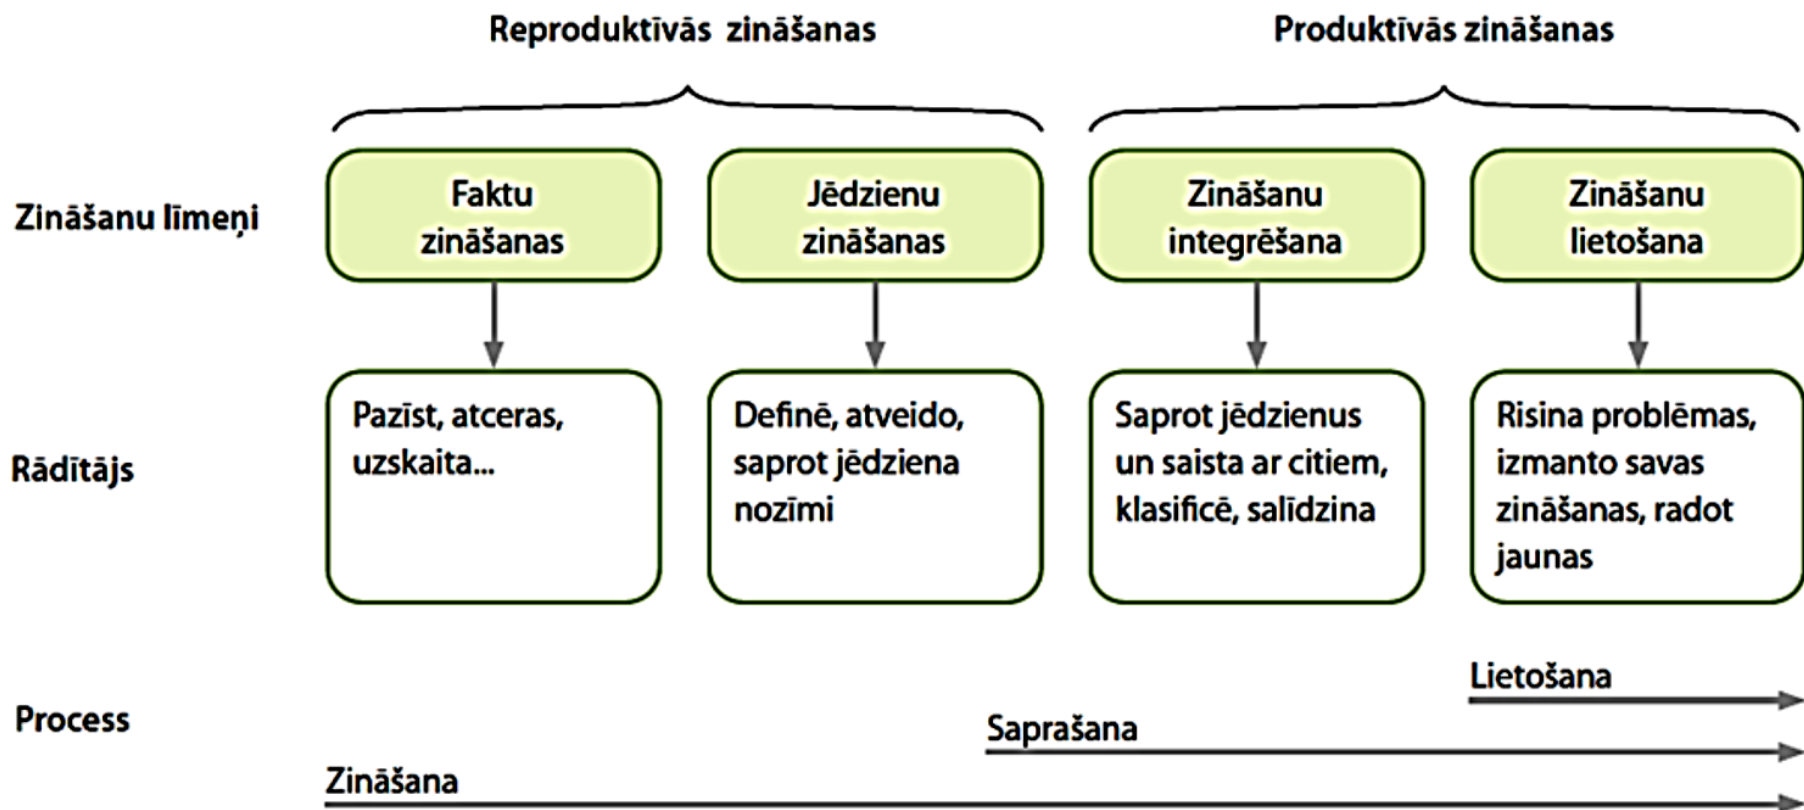 Reproduktīvās zināšanas
Produktīvās zināšanas
Zināšanu līmeņi
Faktu
zināšanas
Jēdzienu
zināšanas
Zināšanu
integrēšana
Zināšanu
lietošana
Rādītājs
Pazīst, atceras,
uzskaita...
Definē, atveido,
saprot jēdziena
nozīmi
Saprot jēdzienus
un saista ar citiem,
klasificē, salīdzina
Risina problēmas,
izmanto savas
zināšanas, radot
jaunas
Process
Lietošana
Saprašana
Zināšana